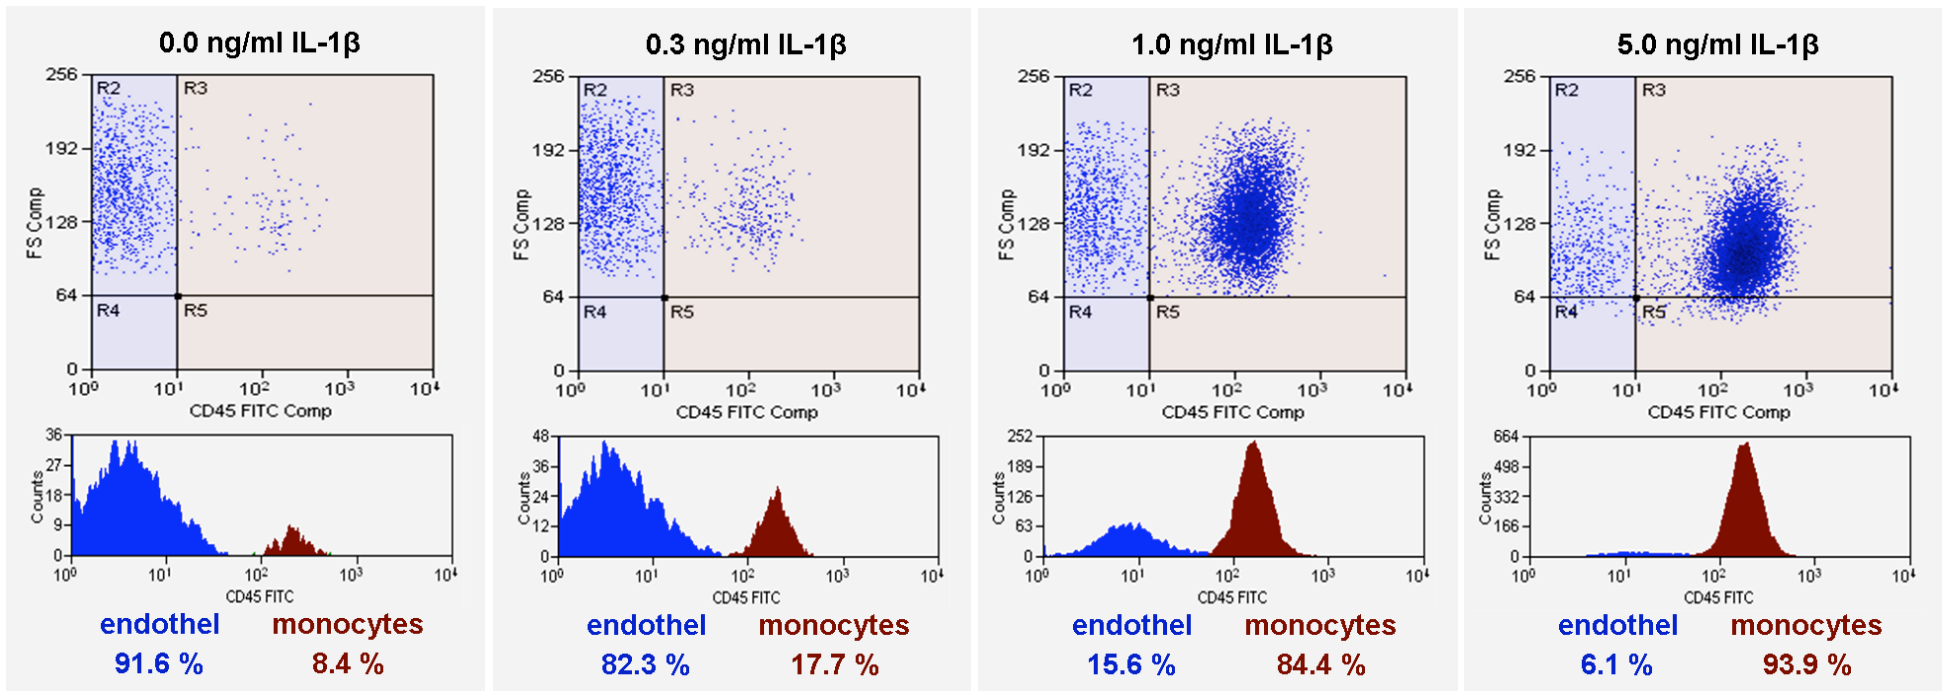 0.0 ng/ml IL-1β
256
192
128
64
0
FS Comp
R2
R3
R4
R5
10⁰
10¹
10²
10³
10⁴
CD45 FITC Comp
36
27
18
9
0
Counts
10⁰
10¹
10²
10³
10⁴
CD45 FITC
endothel monocytes
91.6 % 8.4 %
0.3 ng/ml IL-1β
256
192
128
64
0
FS Comp
R2
R3
R4
R5
10⁰
10¹
10²
10³
10⁴
CD45 FITC Comp
48
36
24
12
0
Counts
10⁰
10¹
10²
10³
10⁴
CD45 FITC
endothel monocytes
82.3 % 17.7 %
1.0 ng/ml IL-1β
256
192
128
64
0
FS Comp
R2
R3
R4
R5
10⁰
10¹
10²
10³
10⁴
CD45 FITC Comp
252
189
126
63
0
Counts
10⁰
10¹
10²
10³
10⁴
CD45 FITC
endothel monocytes
15.6 % 84.4 %
5.0 ng/ml IL-1β
256
192
128
64
0
FS Comp
R2
R3
R4
R5
10⁰
10¹
10²
10³
10⁴
CD45 FITC Comp
664
498
332
166
0
Counts
10⁰
10¹
10²
10³
10⁴
CD45 FITC
endothel monocytes
6.1 % 93.9 %